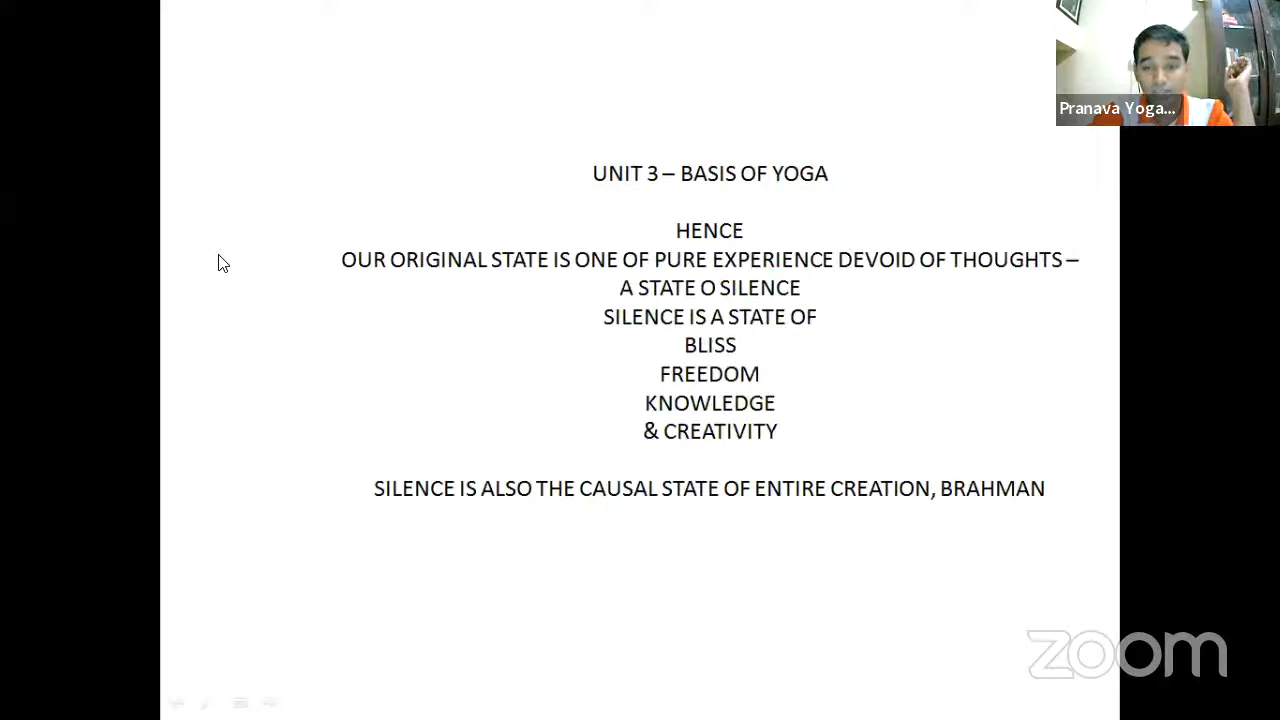 Pranava Yoga...
UNIT 3 – BASIS OF YOGA
HENCE
OUR ORIGINAL STATE IS ONE OF PURE EXPERIENCE DEVOID OF THOUGHTS –
A STATE O SILENCE
SILENCE IS A STATE OF
BLISS
FREEDOM
KNOWLEDGE
& CREATIVITY
SILENCE IS ALSO THE CAUSAL STATE OF ENTIRE CREATION, BRAHMAN
zoom